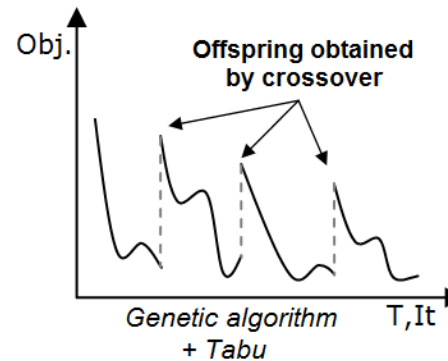 Obj.
Offspring obtained
by crossover
T,It
Genetic algorithm
+ Tabu